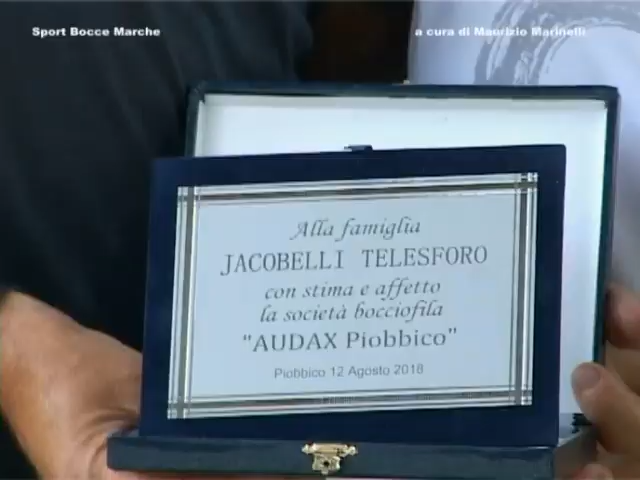 Sport Bocce Marche
a cura di Maurizio Marinelli
Alla famiglia
JACOBELLI TELESFORO
con stima e affetto
la società bocciofila
"AUDAX Piobbico"
Piobbico 12 Agosto 2018